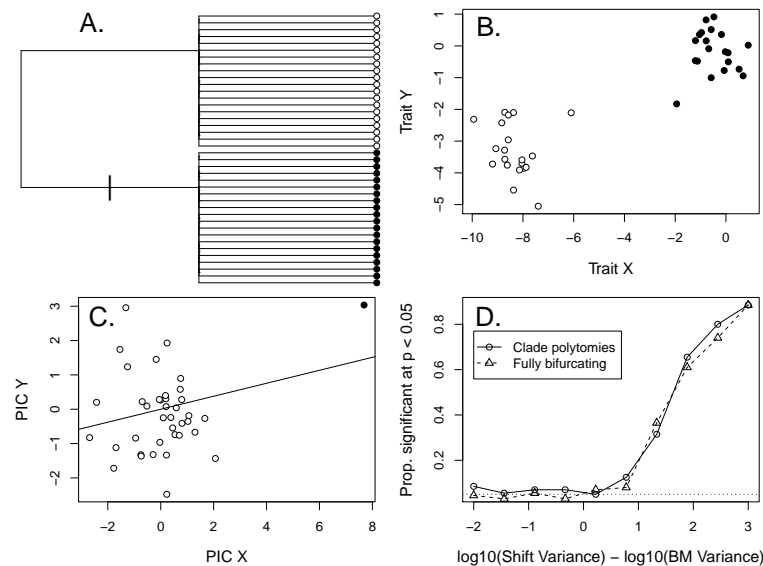 A.
B.
Trait Y
1
0
−1
−2
−3
−4
−5
−10 −8 −6 −4 −2 0
Trait X
C.
PIC Y
3
2
1
0
−1
−2
−2 0 2 4 6 8
PIC X
D.
Prop. significant at p < 0.05
0.8
0.6
0.4
0.2
Clade polytomies
Fully bifurcating
−2 −1 0 1 2 3
log10(Shift Variance) − log10(BM Variance)